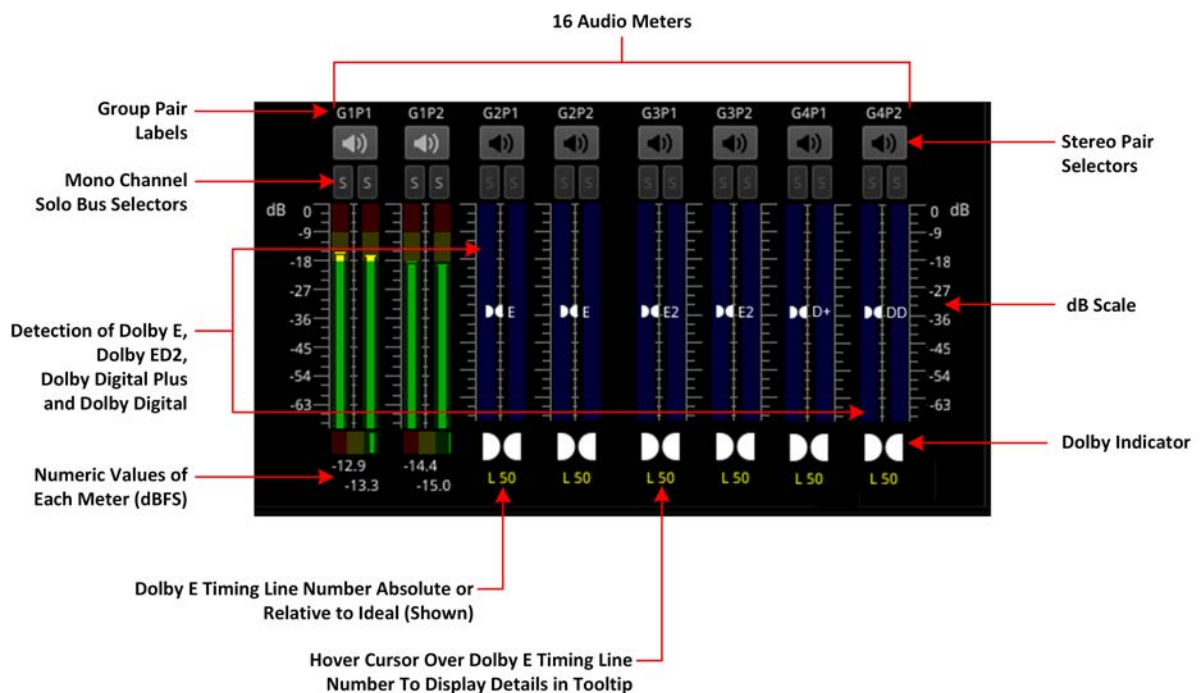 16 Audio Meters
Group Pair
Labels
G1P1 G1P2 G2P1 G2P2 G3P1 G3P2 G4P1 G4P2
Stereo Pair
Selectors
Mono Channel
Solo Bus Selectors
S S S S S S S S S S S S S S S S
dB 0 0 dB
-9 -9
-18 -18
-27 -27
-36 -36
-45 -45
-54 -54
-63 -63
E E E2 E2 D+ DD
dB Scale
Detection of Dolby E,
Dolby ED2,
Dolby Digital Plus
and Dolby Digital
Dolby Indicator
Numeric Values of
Each Meter (dBFS)
-12.9 -14.4
-13.3 -15.0
L 50 L 50 L 50 L 50 L 50 L 50
Dolby E Timing Line Number Absolute or
Relative to Ideal (Shown)
Hover Cursor Over Dolby E Timing Line
Number To Display Details in Tooltip